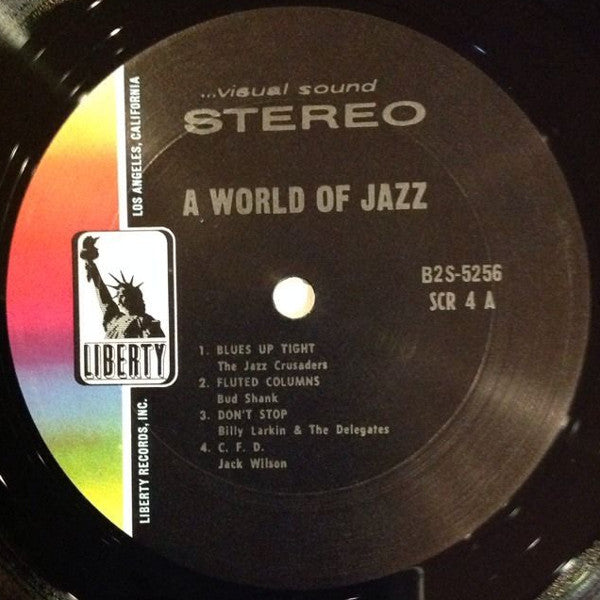 ...visual sound
STEREO
A WORLD OF JAZZ
B2S-5256
SCR 4 A
1. BLUES UP TIGHT
The Jazz Crusaders
2. FLUTED COLUMNS
Bud Shank
3. DON'T STOP
Billy Larkin & The Delegates
4. C. F. D.
Jack Wilson
LIBERTY
LIBERTY RECORDS, INC.
LOS ANGELES, CALIFORNIA